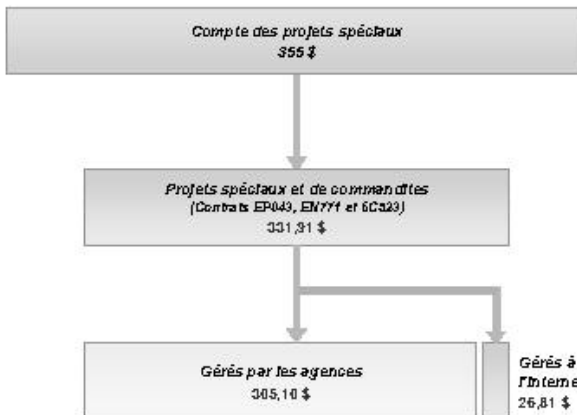 Compte des projets spéciaux
355 $
Projets spéciaux et de commandites
(Contrats EP043, EN771 et 6C523)
331,91 $
Gérés par les agences
305,10 $
Gérés à
l'interne
26,81 $